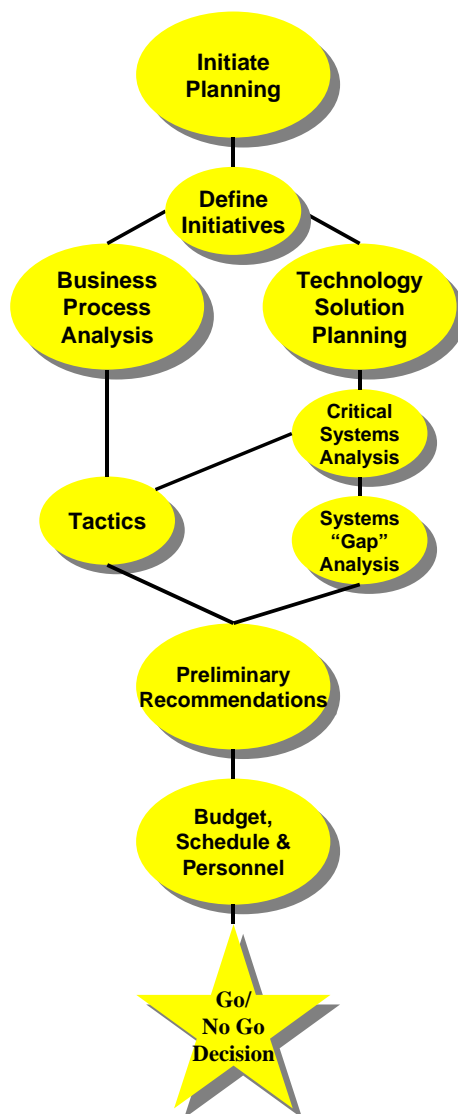 Initiate
Planning
Define
Initiatives
Business
Process
Analysis
Technology
Solution
Planning
Critical
Systems
Analysis
Tactics
Systems
“Gap”
Analysis
Preliminary
Recommendations
Budget,
Schedule &
Personnel
Go/
No Go
Decision